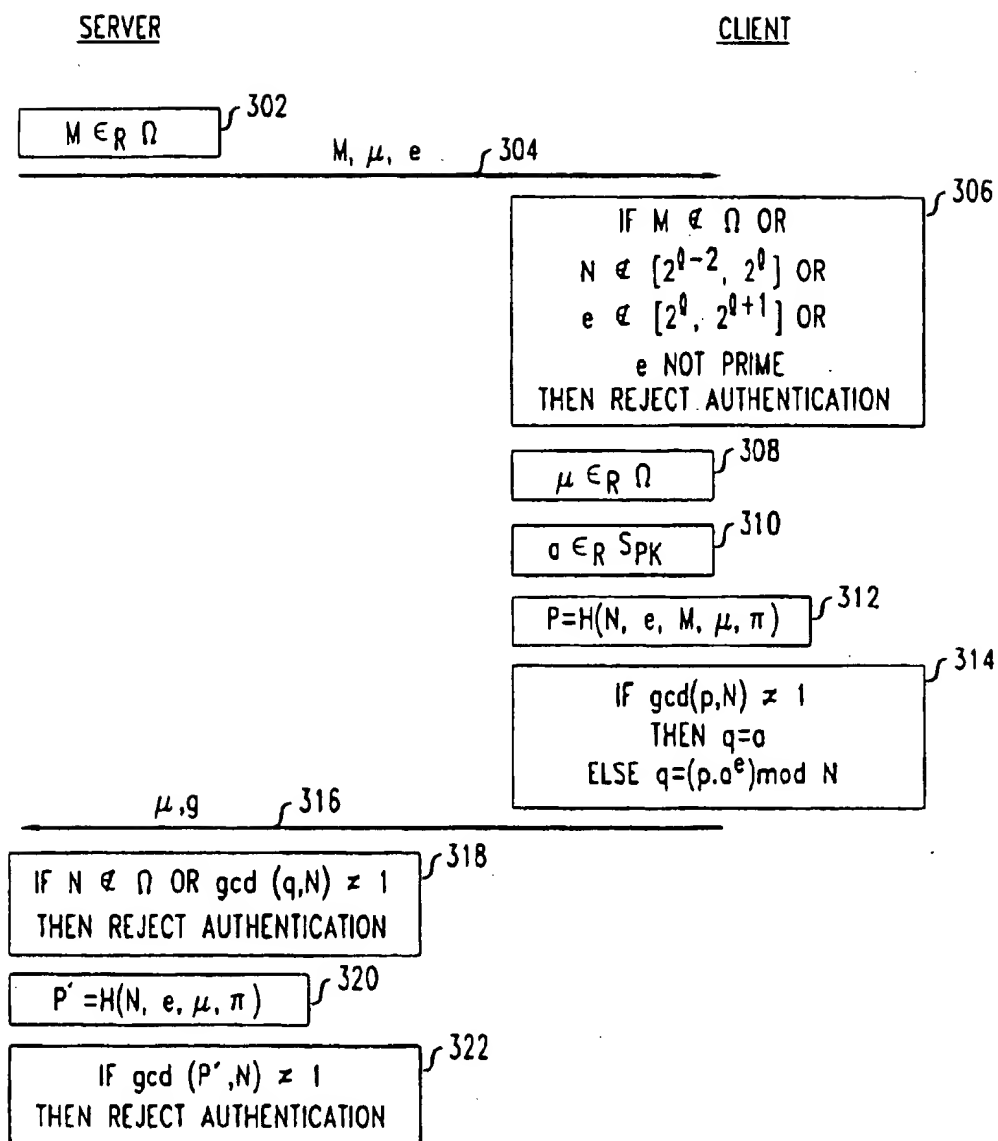 SERVER
CLIENT
M ∈R Ω
302
M, μ, e
304
306
IF M ∉ Ω OR
N ∉ [2^{ℓ-2}, 2^ℓ] OR
e ∉ [2^ℓ, 2^{ℓ+1}] OR
e NOT PRIME
THEN REJECT AUTHENTICATION
308
μ ∈R Ω
310
a ∈R S_{PK}
312
P=H(N, e, M, μ, π)
314
IF gcd(p,N) ≠ 1
THEN q=a
ELSE q=(p.a^e)mod N
μ,g
316
318
IF N ∉ Ω OR gcd (q,N) ≠ 1
THEN REJECT AUTHENTICATION
320
P' =H(N, e, μ, π)
322
IF gcd (P',N) ≠ 1
THEN REJECT AUTHENTICATION